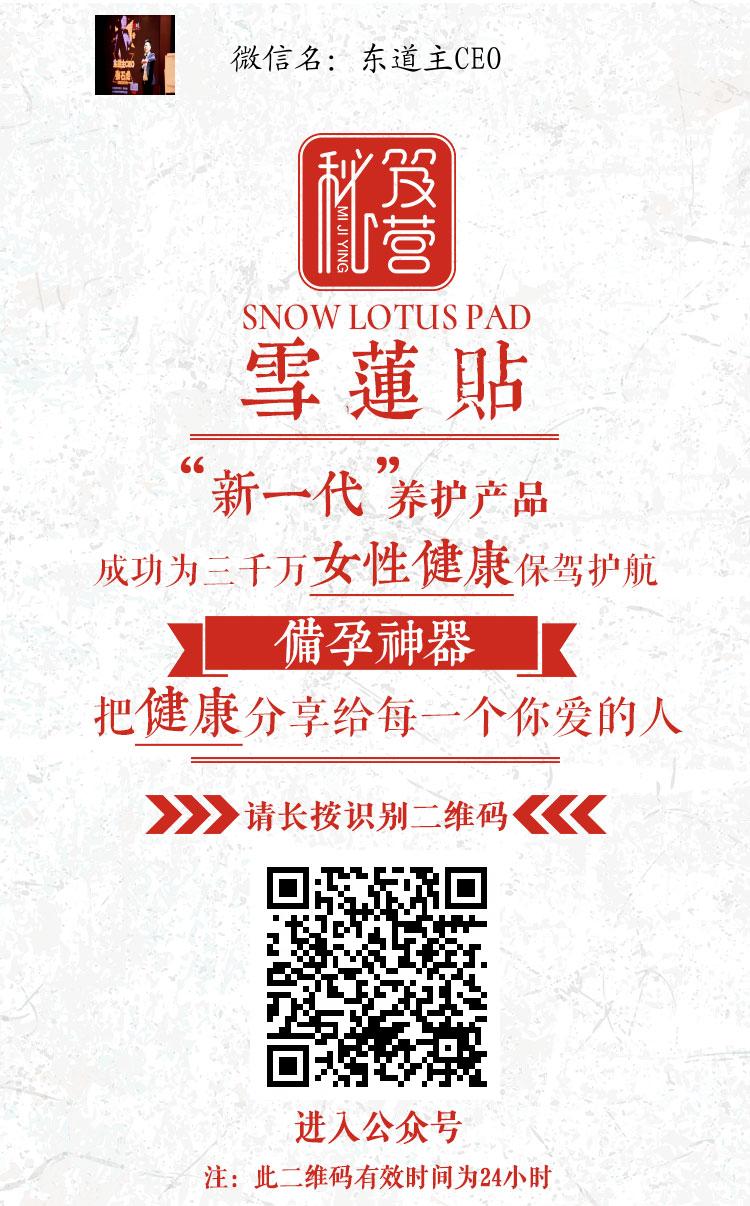 微信名：东道主CEO
秘笈营
MI JI YING
SNOW LOTUS PAD
雪蓮貼
“新一代”养护产品
成功为三千万女性健康保驾护航
備孕神器
把健康分享给每一个你爱的人
请长按识别二维码
进入公众号
注：此二维码有效时间为24小时